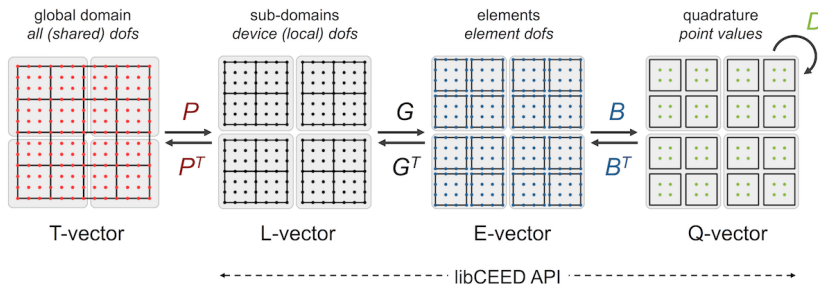 global domain
all (shared) dofs
sub-domains
device (local) dofs
elements
element dofs
quadrature
point values
D
P
P^T
G
G^T
B
B^T
T-vector
L-vector
E-vector
Q-vector
libCEED API